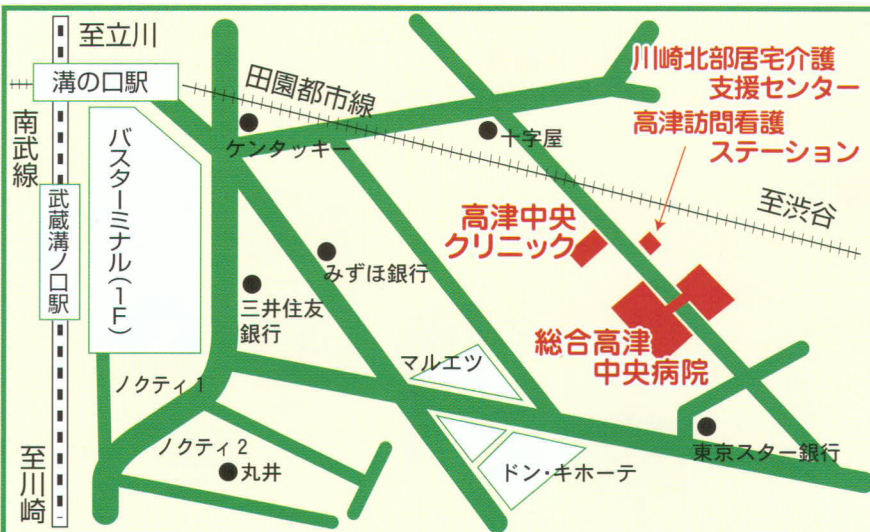 至立川
溝の口駅
田園都市線
川崎北部居宅介護
支援センター
高津訪問看護
ステーション
南武線
バスターミナル(1F)
ケンタッキー
十字屋
至渋谷
武蔵溝ノ口駅
高津中央
クリニック
みずほ銀行
三井住友
銀行
総合高津
中央病院
マルエツ
ノクティ1
ノクティ2
丸井
ドン・キホーテ
東京スター銀行
至川崎